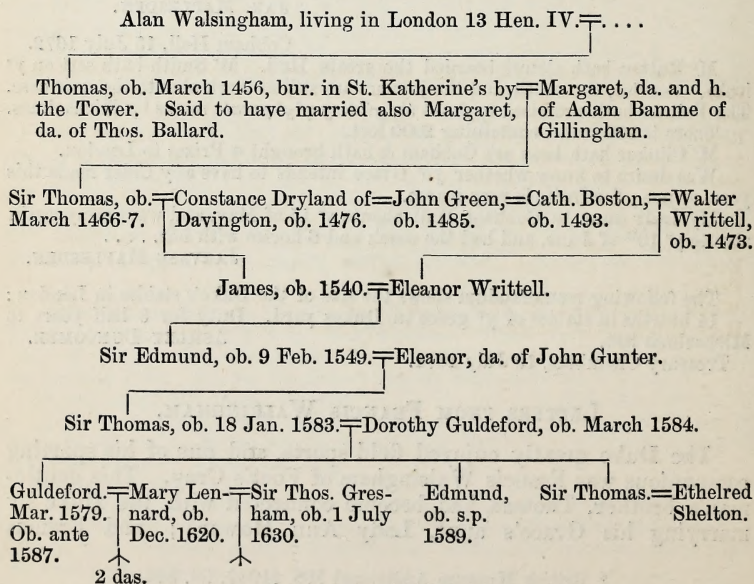 Alan Walsingham, living in London 13 Hen. IV.=. . . .
Thomas, ob. March 1456, bur. in St. Katherine's by=Margaret, da. and h.
the Tower. Said to have married also Margaret, of Adam Bamme of
da. of Thos. Ballard. Gillingham.
Sir Thomas, ob.=Constance Dryland of=John Green,=Cath. Boston,=Walter
March 1466-7. Davington, ob. 1476. ob. 1485. ob. 1493. Writtell,
ob. 1473.
James, ob. 1540.=Eleanor Writtell.
Sir Edmund, ob. 9 Feb. 1549.=Eleanor, da. of John Gunter.
Sir Thomas, ob. 18 Jan. 1583.=Dorothy Guldeford, ob. March 1584.
Guldeford.=Mary Len-=Sir Thos. Gres- Edmund, Sir Thomas.=Ethelred
Mar. 1579. nard, ob. ham, ob. 1 July ob. s.p. Shelton.
Ob. ante Dec. 1620. 1630. 1589.
1587.
2 das.